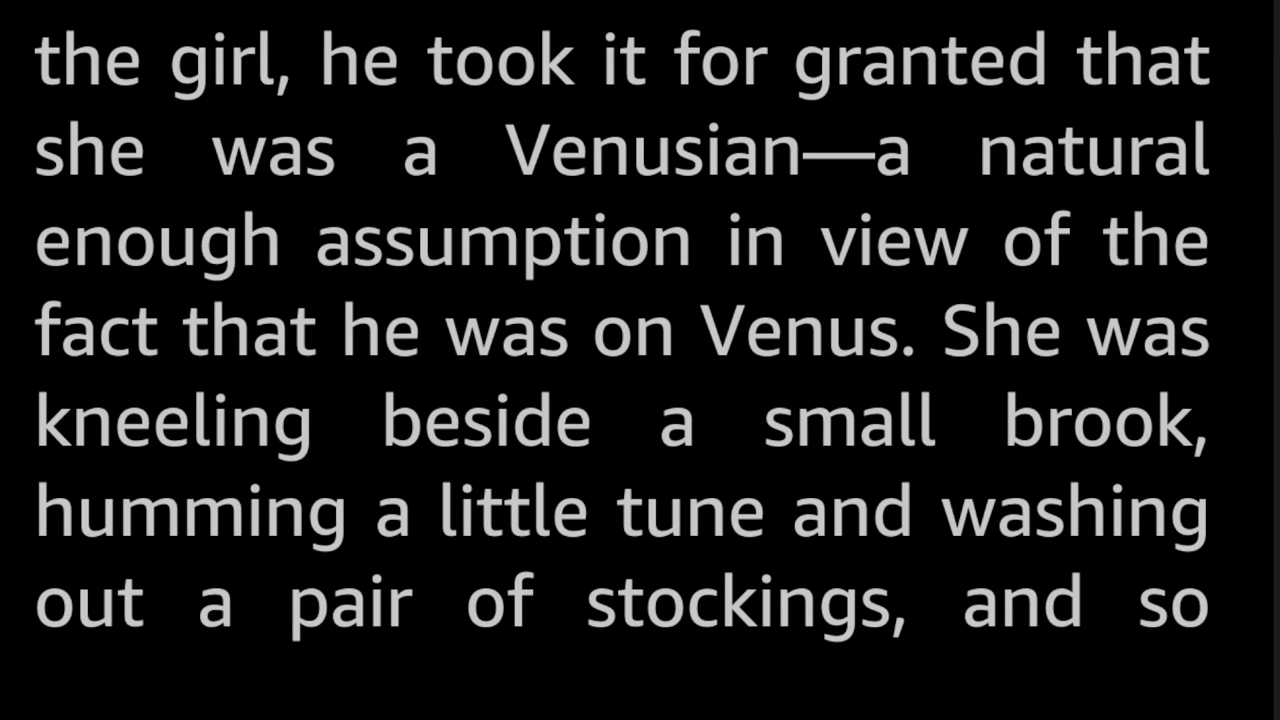 the girl, he took it for granted that
she was a Venusian—a natural
enough assumption in view of the
fact that he was on Venus. She was
kneeling beside a small brook,
humming a little tune and washing
out a pair of stockings, and so